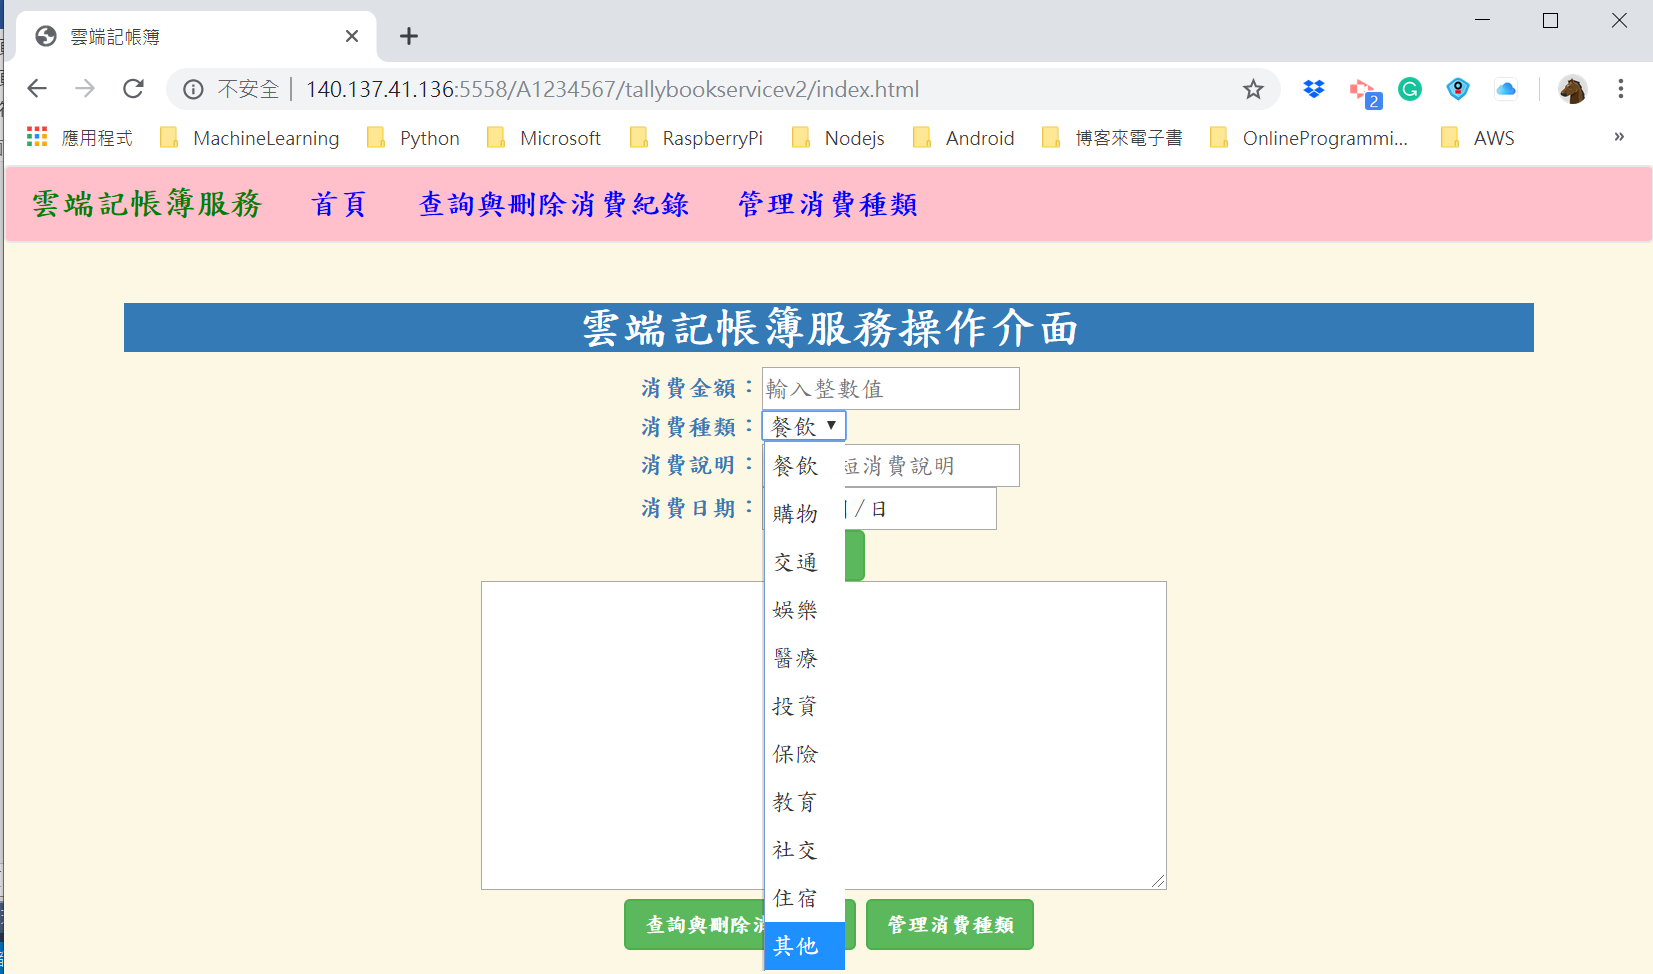 雲端記帳簿
不安全 | 140.137.41.136:5558/A1234567/tallybookservicev2/index.html
2
應用程式 MachineLearning Python Microsoft RaspberryPi Nodejs Android 博客來電子書 OnlineProgrammi... AWS »
雲端記帳簿服務 首頁 查詢與刪除消費紀錄 管理消費種類
雲端記帳簿服務操作介面
消費金額： 輸入整數值
消費種類： 餐飲
消費說明： 短消費說明
消費日期： /日
餐飲
購物
交通
娛樂
醫療
投資
保險
教育
社交
住宿
其他
查詢與刪除 管理消費種類